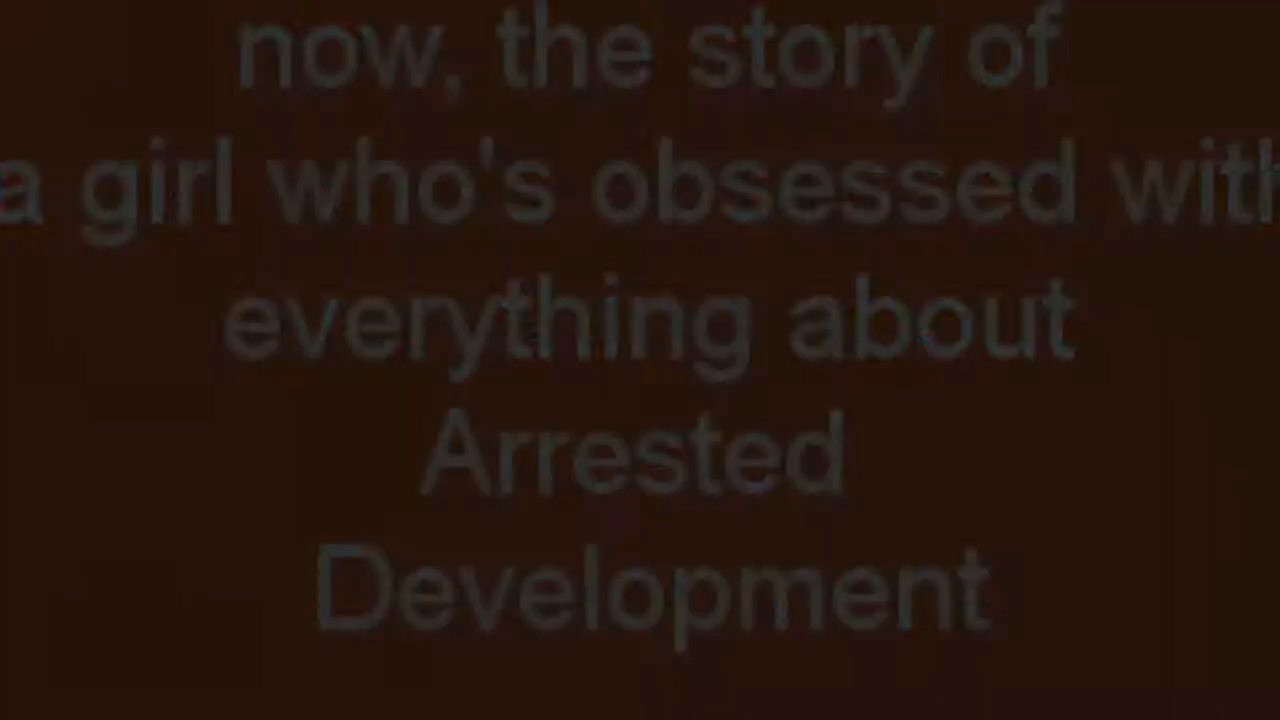 now, the story of
a girl who's obsessed with
everything about
Arrested
Development